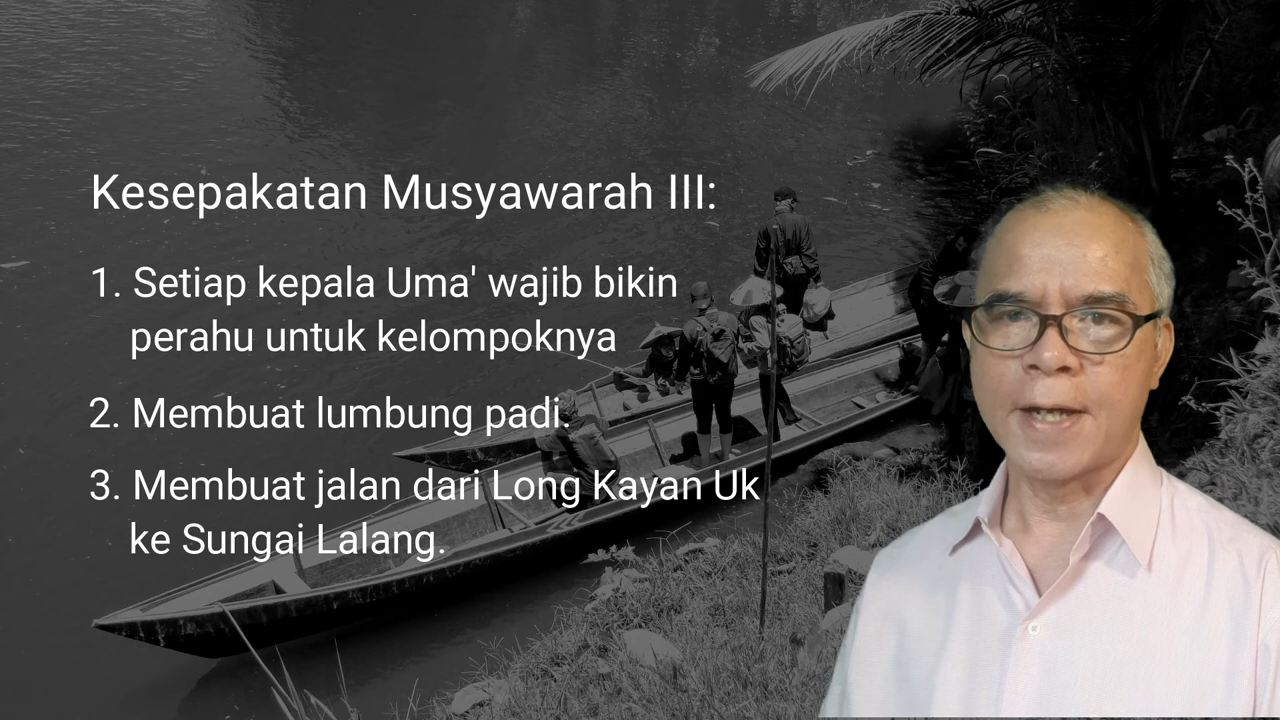 Kesepakatan Musyawarah III:
1. Setiap kepala Uma' wajib bikin
perahu untuk kelompoknya
2. Membuat lumbung padi.
3. Membuat jalan dari Long Kayan Uk
ke Sungai Lalang.